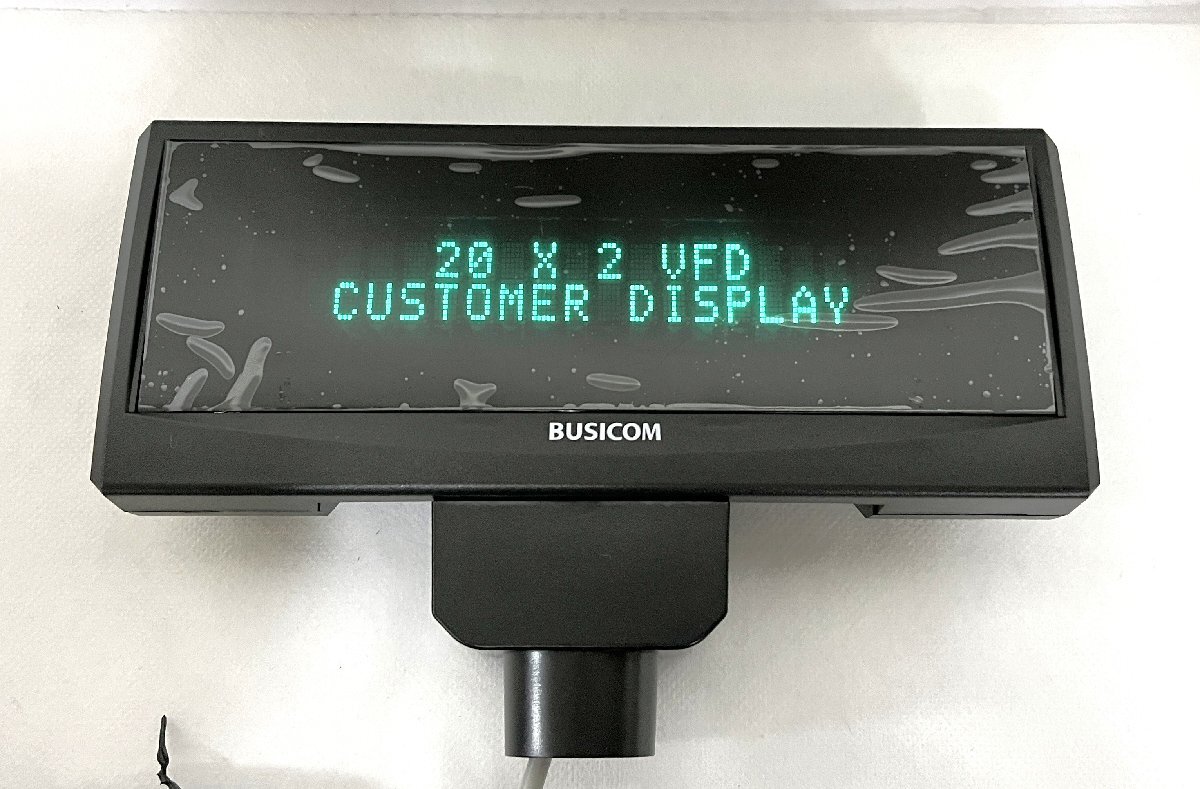 20 X 2 VFD
CUSTOMER DISPLAY
BUSICOM